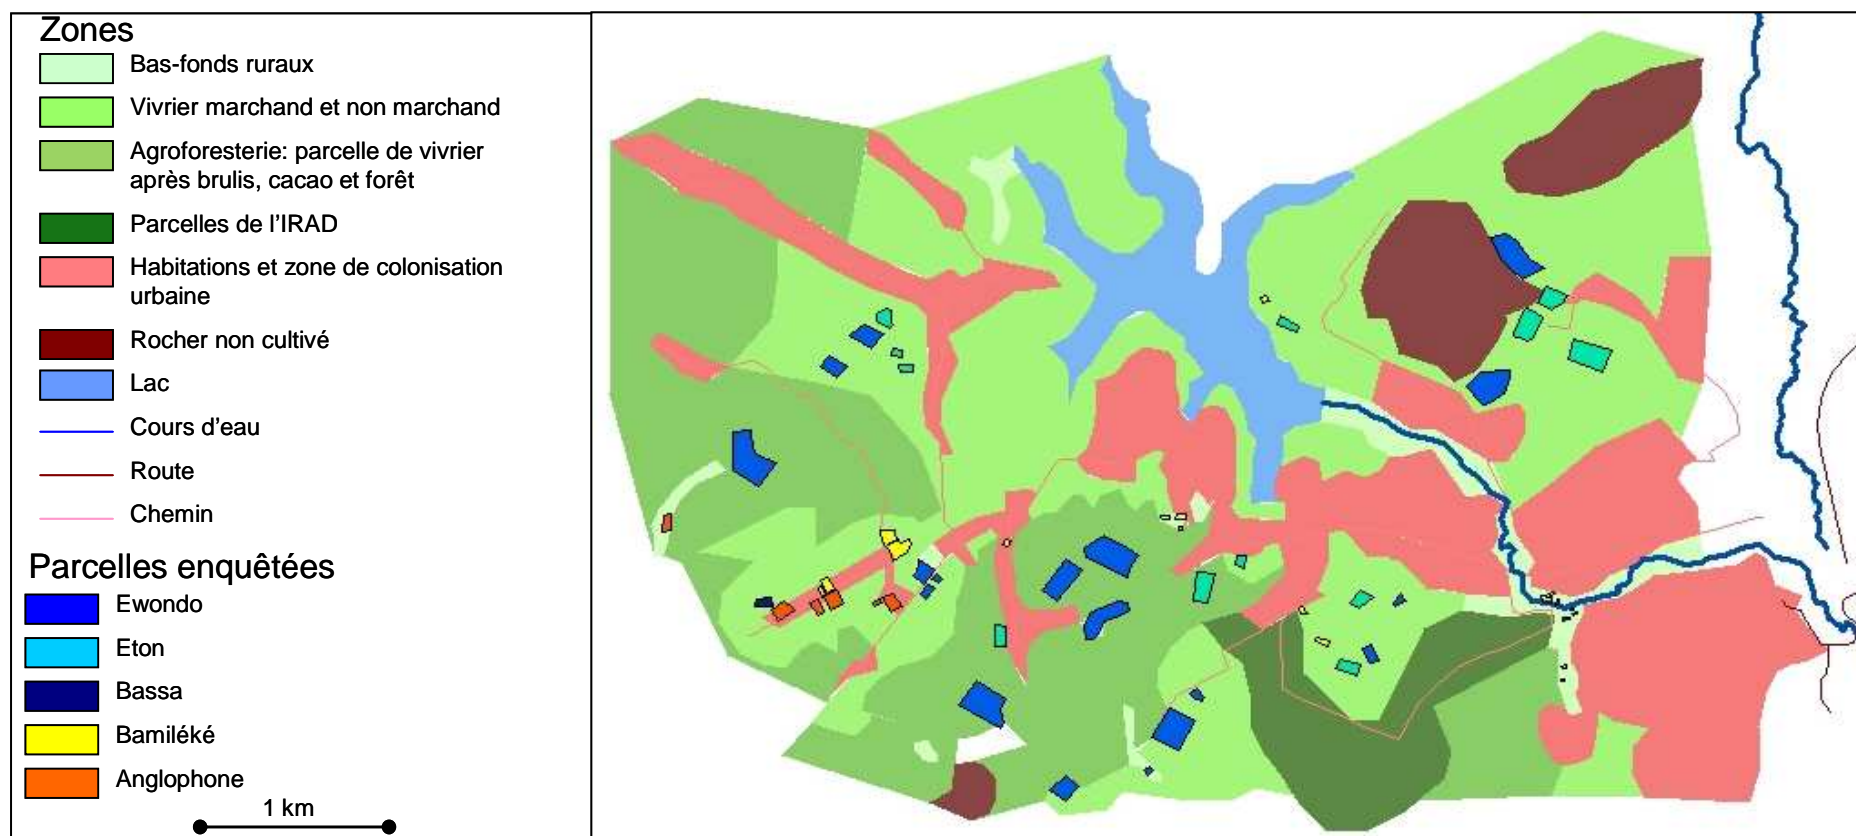 Zones
Bas-fonds ruraux
Vivrier marchand et non marchand
Agroforesterie: parcelle de vivrier
après brulis, cacao et forêt
Parcelles de l'IRAD
Habitations et zone de colonisation
urbaine
Rocher non cultivé
Lac
Cours d'eau
Route
Chemin
Parcelles enquêtées
Ewondo
Eton
Bassa
Bamiléké
Anglophone
1 km